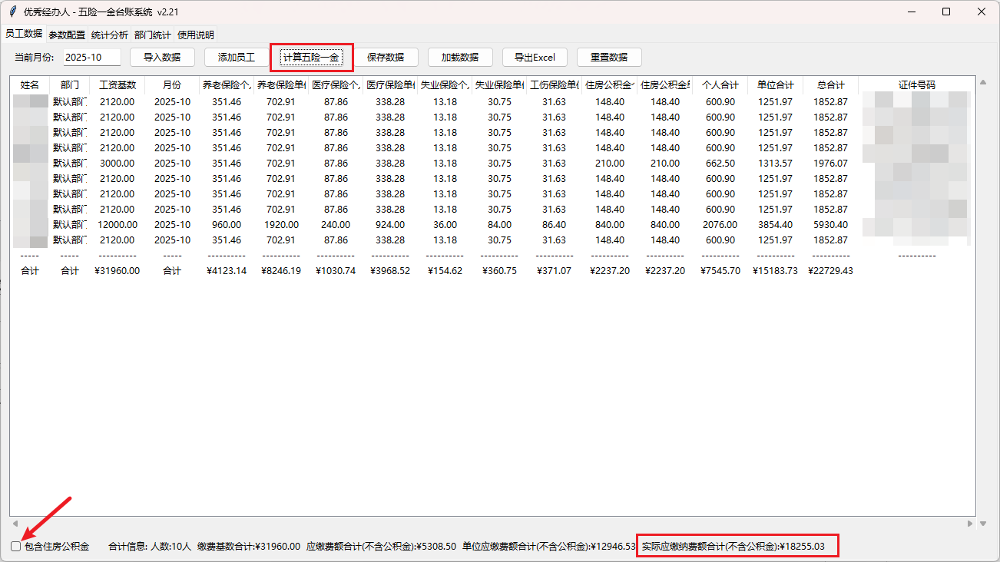 优秀经办人 - 五险一金台账系统 v2.21
员工数据 参数配置 统计分析 部门统计 使用说明
当前月份: 2025-10 导入数据 添加员工 计算五险一金 保存数据 加载数据 导出Excel 重置数据
姓名 部门 工资基数 月份 养老保险个 养老保险单 医疗保险个 医疗保险单 失业保险个 失业保险单 工伤保险单 住房公积金 住房公积金 个人合计 单位合计 总合计 证件号码
默认部门 2120.00 2025-10 351.46 702.91 87.86 338.28 13.18 30.75 31.63 148.40 148.40 600.90 1251.97 1852.87
默认部门 2120.00 2025-10 351.46 702.91 87.86 338.28 13.18 30.75 31.63 148.40 148.40 600.90 1251.97 1852.87
默认部门 2120.00 2025-10 351.46 702.91 87.86 338.28 13.18 30.75 31.63 148.40 148.40 600.90 1251.97 1852.87
默认部门 2120.00 2025-10 351.46 702.91 87.86 338.28 13.18 30.75 31.63 148.40 148.40 600.90 1251.97 1852.87
默认部门 3000.00 2025-10 351.46 702.91 87.86 338.28 13.18 30.75 31.63 210.00 210.00 662.50 1313.57 1976.07
默认部门 2120.00 2025-10 351.46 702.91 87.86 338.28 13.18 30.75 31.63 148.40 148.40 600.90 1251.97 1852.87
默认部门 2120.00 2025-10 351.46 702.91 87.86 338.28 13.18 30.75 31.63 148.40 148.40 600.90 1251.97 1852.87
默认部门 2120.00 2025-10 351.46 702.91 87.86 338.28 13.18 30.75 31.63 148.40 148.40 600.90 1251.97 1852.87
默认部门 12000.00 2025-10 960.00 1920.00 240.00 924.00 36.00 84.00 86.40 840.00 840.00 2076.00 3854.40 5930.40
默认部门 2120.00 2025-10 351.46 702.91 87.86 338.28 13.18 30.75 31.63 148.40 148.40 600.90 1251.97 1852.87
----- ----- ---------- ----- ---------- ---------- ---------- ---------- ---------- ---------- ---------- ---------- ---------- ---------- ---------- ---------- ----------
合计 合计 ¥31960.00 合计 ¥4123.14 ¥8246.19 ¥1030.74 ¥3968.52 ¥154.62 ¥360.75 ¥371.07 ¥2237.20 ¥2237.20 ¥7545.70 ¥15183.73 ¥22729.43
包含住房公积金 合计信息: 人数:10人 缴费基数合计:¥31960.00 应缴费额合计(不含公积金):¥5308.50 单位应缴费额合计(不含公积金):¥12946.53 实际应缴纳费额合计(不含公积金):¥18255.03